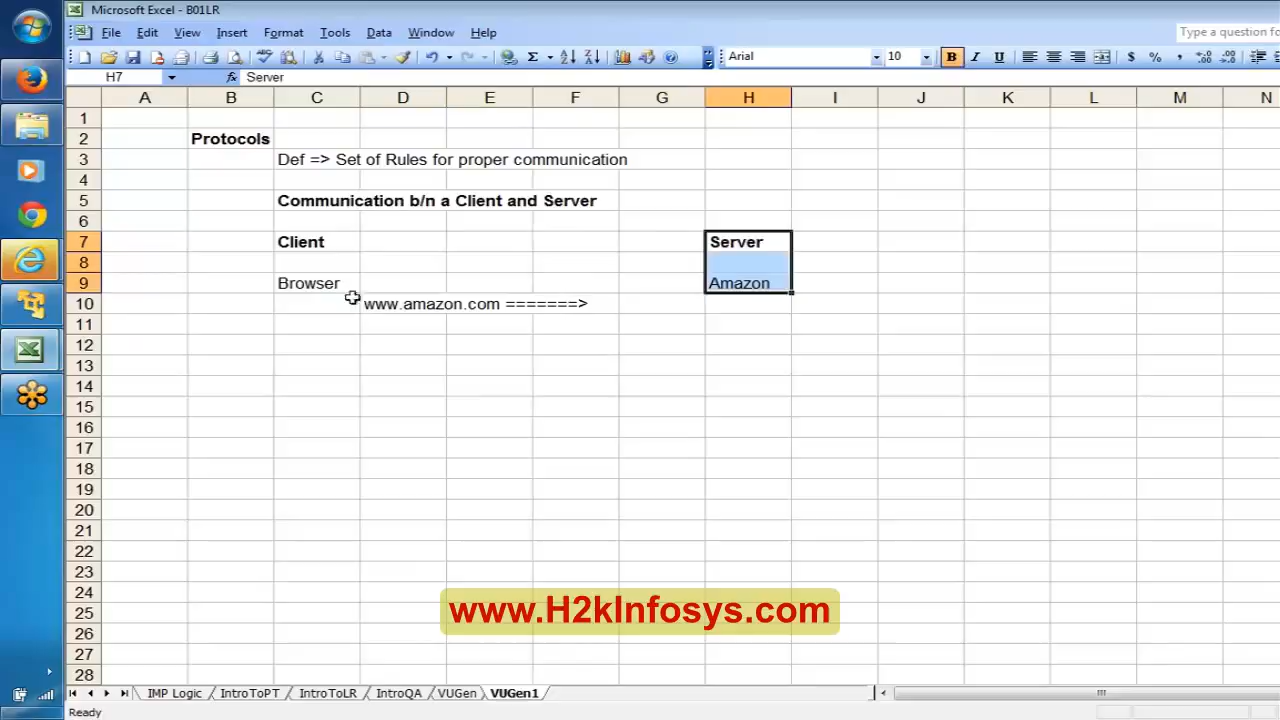 Microsoft Excel - B01LR
File Edit View Insert Format Tools Data Window Help
Type a question fo
Arial 10 B I U $ %
H7 fx Server
A B C D E F G H I J K L M N
1
2 Protocols
3 Def => Set of Rules for proper communication
4
5 Communication b/n a Client and Server
6
7 Client Server
8
9 Browser Amazon
10 www.amazon.com =======>
11
12
13
14
15
16
17
18
19
20
21
22
23
24
25
26
27
28
www.H2kInfosys.com
IMP Logic IntroToPT IntroToLR IntroQA VUGen VUGen1
Ready